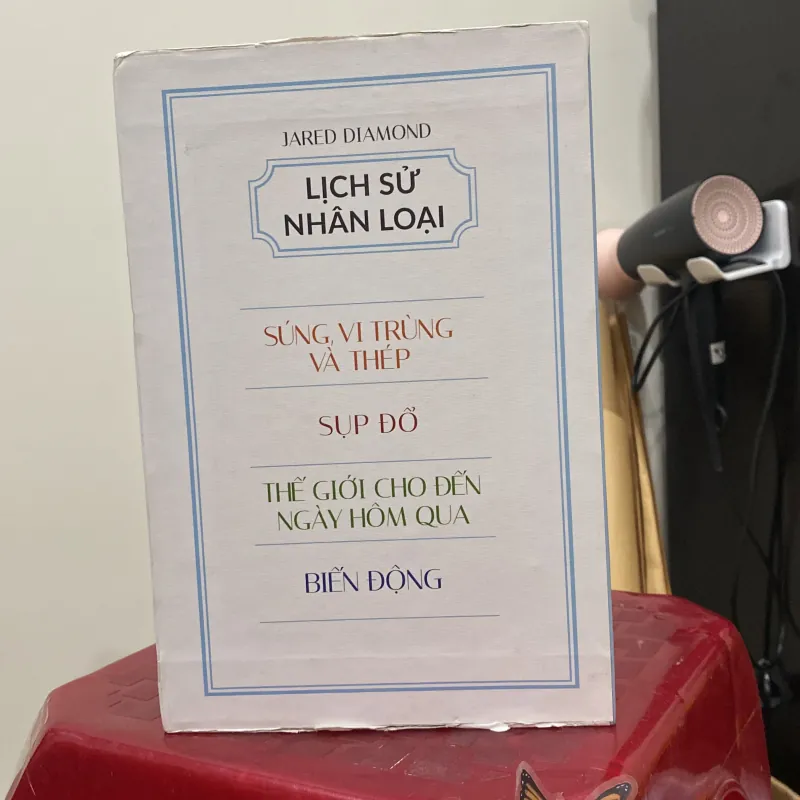 JARED DIAMOND
LỊCH SỬ
NHÂN LOẠI
SÚNG, VI TRÙNG
VÀ THÉP
SỤP ĐỔ
THẾ GIỚI CHO ĐẾN
NGÀY HÔM QUA
BIẾN ĐỘNG